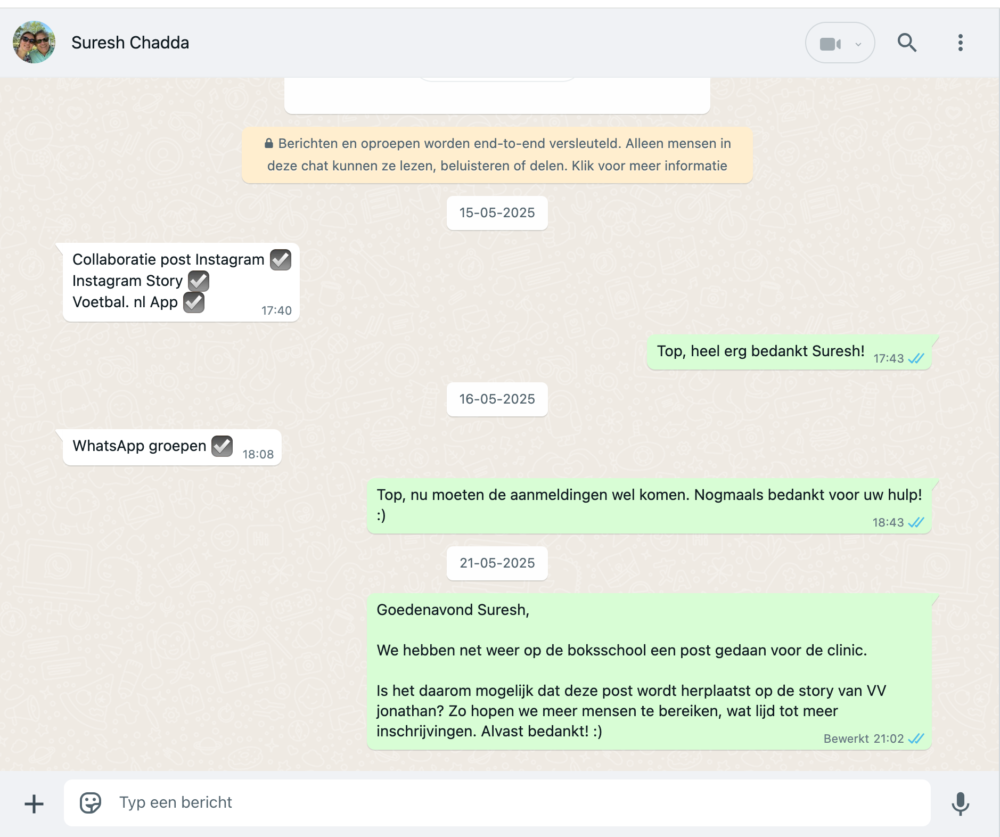 Suresh Chadda
Berichten en oproepen worden end-to-end versleuteld. Alleen mensen in
deze chat kunnen ze lezen, beluisteren of delen. Klik voor meer informatie
15-05-2025
Collaboratie post Instagram ☑️
Instagram Story ☑️
Voetbal. nl App ☑️
17:40
Top, heel erg bedankt Suresh! 17:43
16-05-2025
WhatsApp groepen ☑️ 18:08
Top, nu moeten de aanmeldingen wel komen. Nogmaals bedankt voor uw hulp!
:)
18:43
21-05-2025
Goedenavond Suresh,
We hebben net weer op de boksschool een post gedaan voor de clinic.
Is het daarom mogelijk dat deze post wordt herplaatst op de story van VV
jonathan? Zo hopen we meer mensen te bereiken, wat lijd tot meer
inschrijvingen. Alvast bedankt! :)
Bewerkt 21:02
Typ een bericht